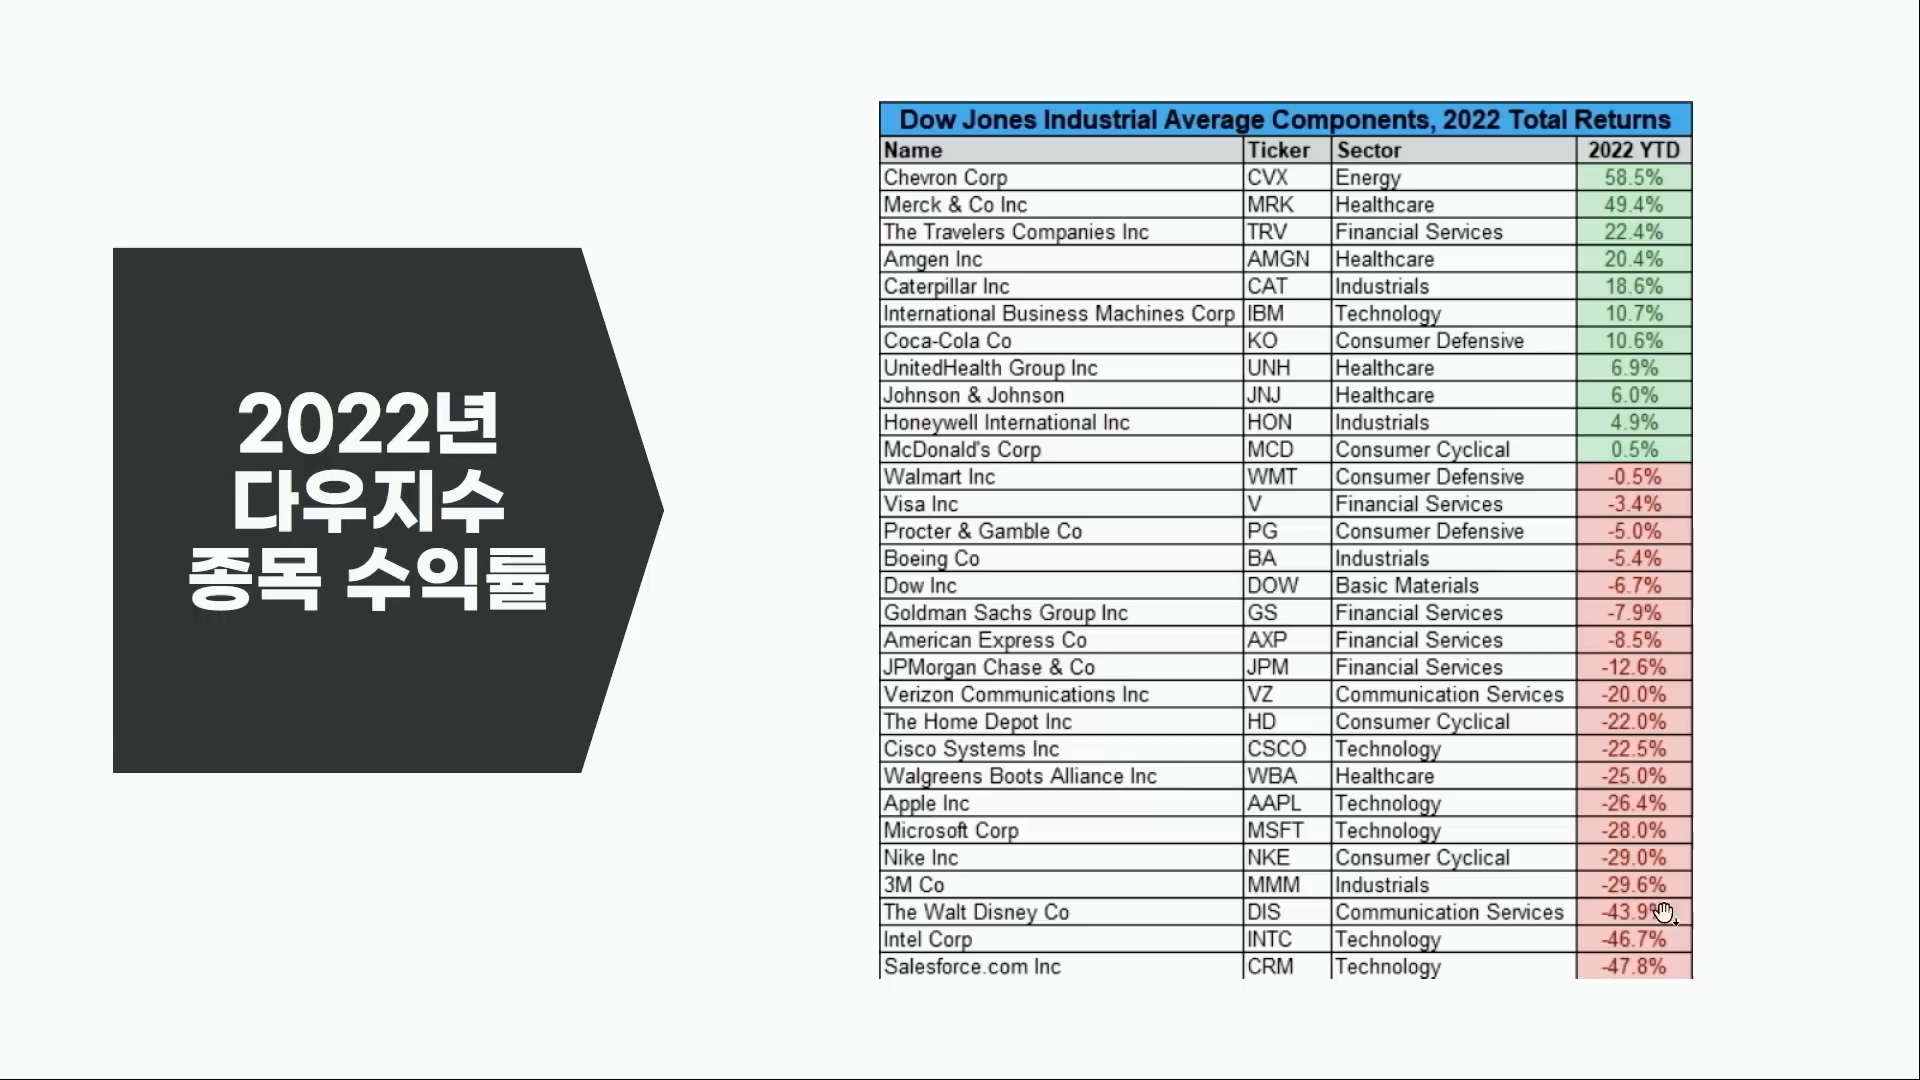 2022년
다우지수
종목 수익률
Dow Jones Industrial Average Components, 2022 Total Returns
Name Ticker Sector 2022 YTD
Chevron Corp CVX Energy 58.5%
Merck & Co Inc MRK Healthcare 49.4%
The Travelers Companies Inc TRV Financial Services 22.4%
Amgen Inc AMGN Healthcare 20.4%
Caterpillar Inc CAT Industrials 18.6%
International Business Machines Corp IBM Technology 10.7%
Coca-Cola Co KO Consumer Defensive 10.6%
UnitedHealth Group Inc UNH Healthcare 6.9%
Johnson & Johnson JNJ Healthcare 6.0%
Honeywell International Inc HON Industrials 4.9%
McDonald's Corp MCD Consumer Cyclical 0.5%
Walmart Inc WMT Consumer Defensive -0.5%
Visa Inc V Financial Services -3.4%
Procter & Gamble Co PG Consumer Defensive -5.0%
Boeing Co BA Industrials -5.4%
Dow Inc DOW Basic Materials -6.7%
Goldman Sachs Group Inc GS Financial Services -7.9%
American Express Co AXP Financial Services -8.5%
JPMorgan Chase & Co JPM Financial Services -12.6%
Verizon Communications Inc VZ Communication Services -20.0%
The Home Depot Inc HD Consumer Cyclical -22.0%
Cisco Systems Inc CSCO Technology -22.5%
Walgreens Boots Alliance Inc WBA Healthcare -25.0%
Apple Inc AAPL Technology -26.4%
Microsoft Corp MSFT Technology -28.0%
Nike Inc NKE Consumer Cyclical -29.0%
3M Co MMM Industrials -29.6%
The Walt Disney Co DIS Communication Services -43.9%
Intel Corp INTC Technology -46.7%
Salesforce.com Inc CRM Technology -47.8%